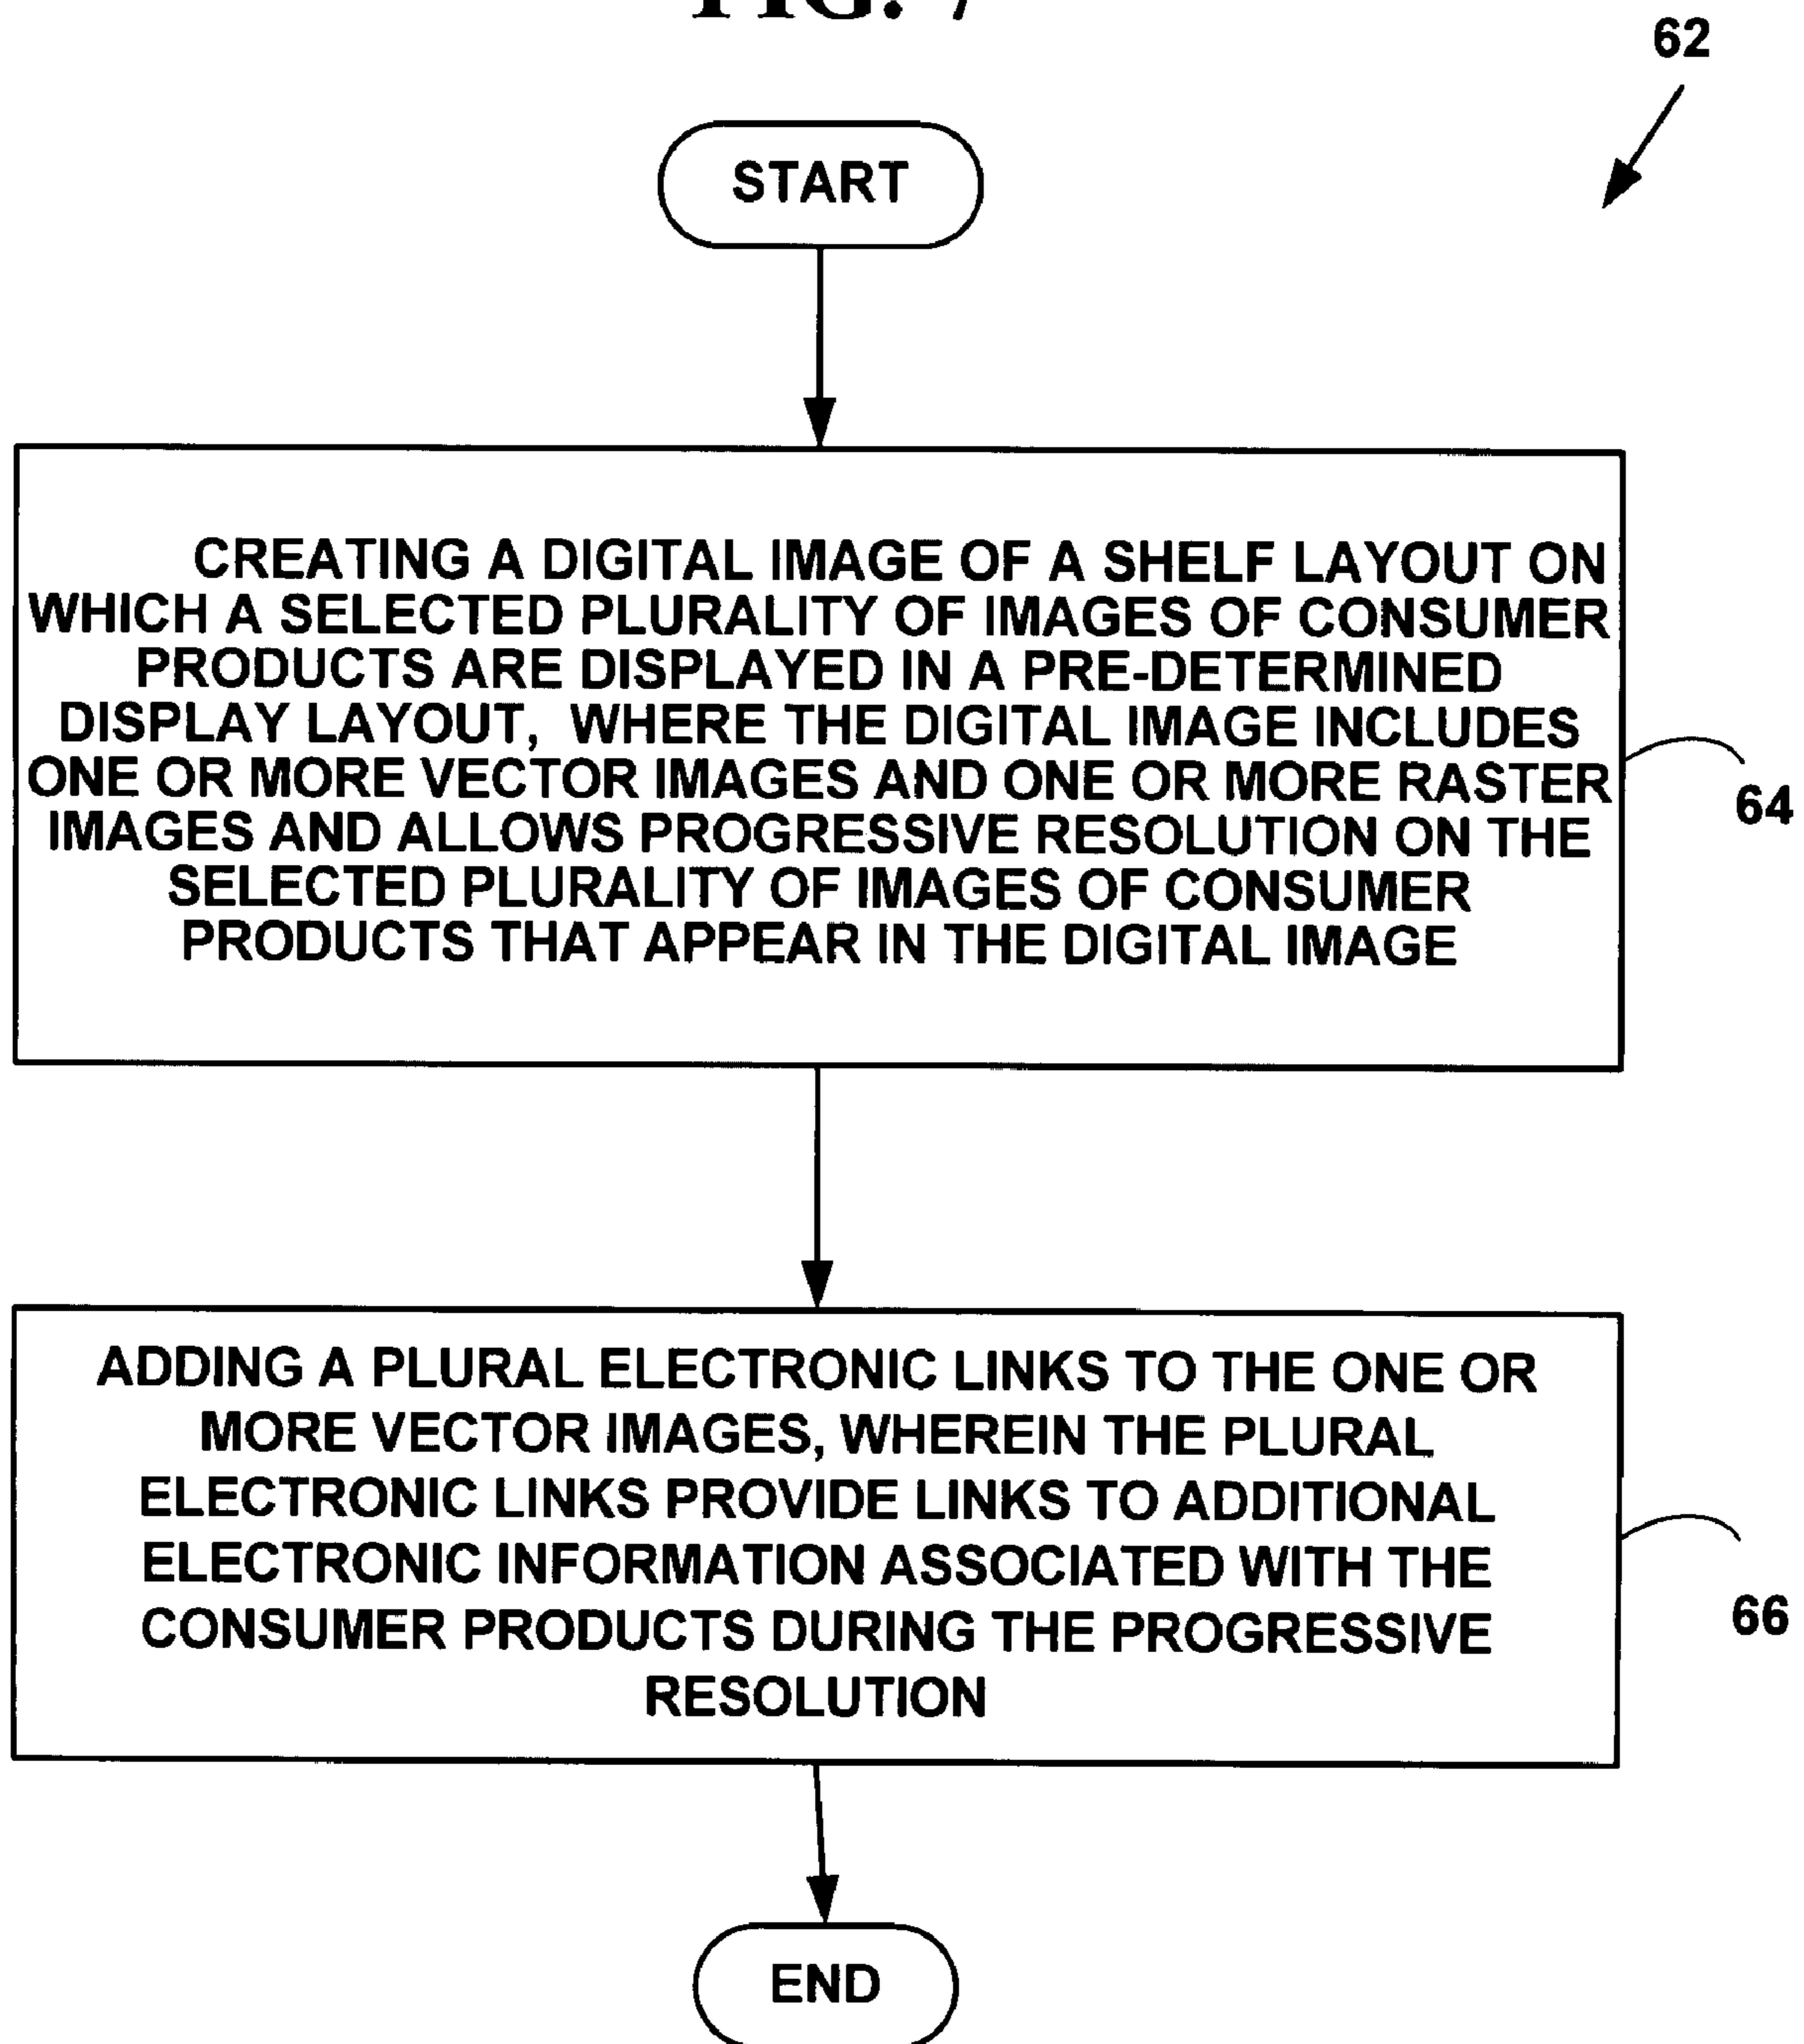 FIG. 7
62
START
CREATING A DIGITAL IMAGE OF A SHELF LAYOUT ON
WHICH A SELECTED PLURALITY OF IMAGES OF CONSUMER
PRODUCTS ARE DISPLAYED IN A PRE-DETERMINED
DISPLAY LAYOUT, WHERE THE DIGITAL IMAGE INCLUDES
ONE OR MORE VECTOR IMAGES AND ONE OR MORE RASTER
IMAGES AND ALLOWS PROGRESSIVE RESOLUTION ON THE
SELECTED PLURALITY OF IMAGES OF CONSUMER
PRODUCTS THAT APPEAR IN THE DIGITAL IMAGE
64
ADDING A PLURAL ELECTRONIC LINKS TO THE ONE OR
MORE VECTOR IMAGES, WHEREIN THE PLURAL
ELECTRONIC LINKS PROVIDE LINKS TO ADDITIONAL
ELECTRONIC INFORMATION ASSOCIATED WITH THE
CONSUMER PRODUCTS DURING THE PROGRESSIVE
RESOLUTION
66
END